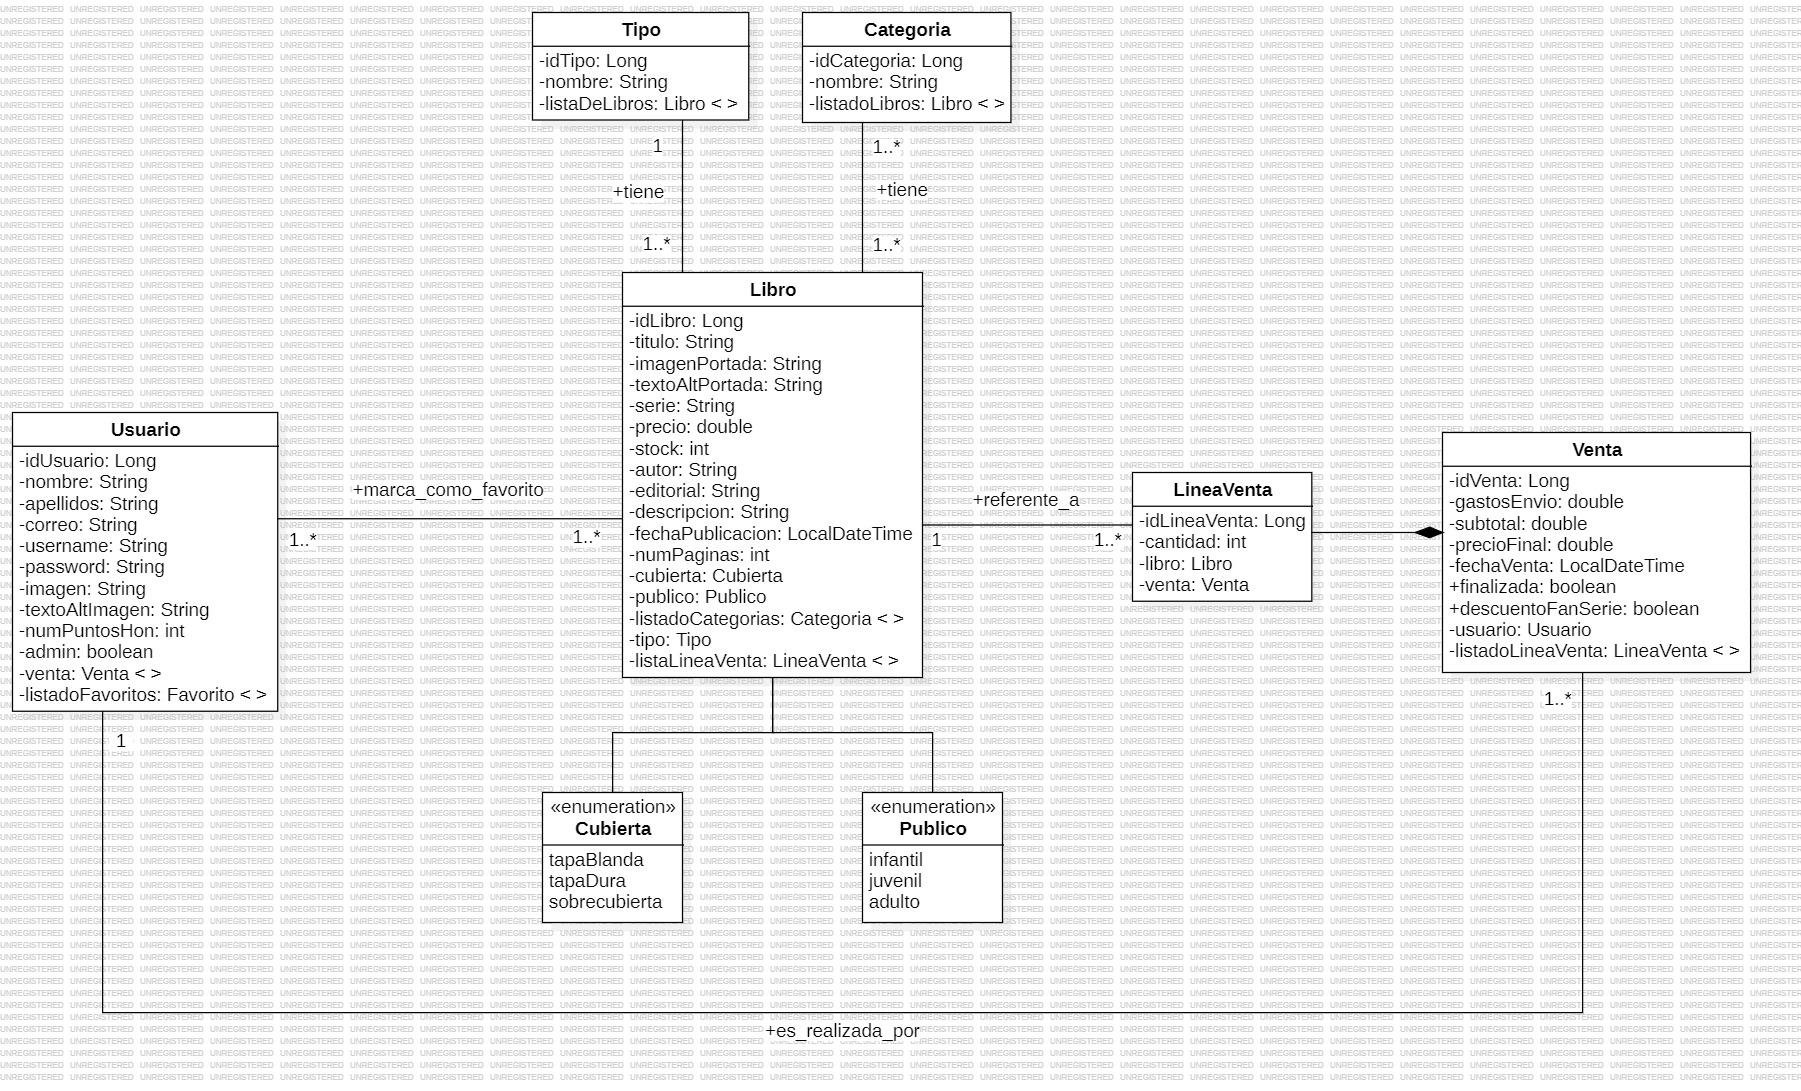 Tipo
-idTipo: Long
-nombre: String
-listaDeLibros: Libro < >
Categoria
-idCategoria: Long
-nombre: String
-listadoLibros: Libro < >
1
+tiene
1..*
1..*
+tiene
1..*
Libro
-idLibro: Long
-titulo: String
-imagenPortada: String
-textoAltPortada: String
-serie: String
-precio: double
-stock: int
-autor: String
-editorial: String
-descripcion: String
-fechaPublicacion: LocalDateTime
-numPaginas: int
-cubierta: Cubierta
-publico: Publico
-listadoCategorias: Categoria < >
-tipo: Tipo
-listaLineaVenta: LineaVenta < >
Usuario
-idUsuario: Long
-nombre: String
-apellidos: String
-correo: String
-username: String
-password: String
-imagen: String
-textoAltImagen: String
-numPuntosHon: int
-admin: boolean
-venta: Venta < >
-listadoFavoritos: Favorito < >
+marca_como_favorito
1..*
1..*
+referente_a
1
1..*
LineaVenta
-idLineaVenta: Long
-cantidad: int
-libro: Libro
-venta: Venta
Venta
-idVenta: Long
-gastosEnvio: double
-subtotal: double
-precioFinal: double
-fechaVenta: LocalDateTime
+finalizada: boolean
+descuentoFanSerie: boolean
-usuario: Usuario
-listadoLineaVenta: LineaVenta < >
1..*
1
«enumeration»
Cubierta
tapaBlanda
tapaDura
sobrecubierta
«enumeration»
Publico
infantil
juvenil
adulto
+es_realizada_por
UNREGISTERED